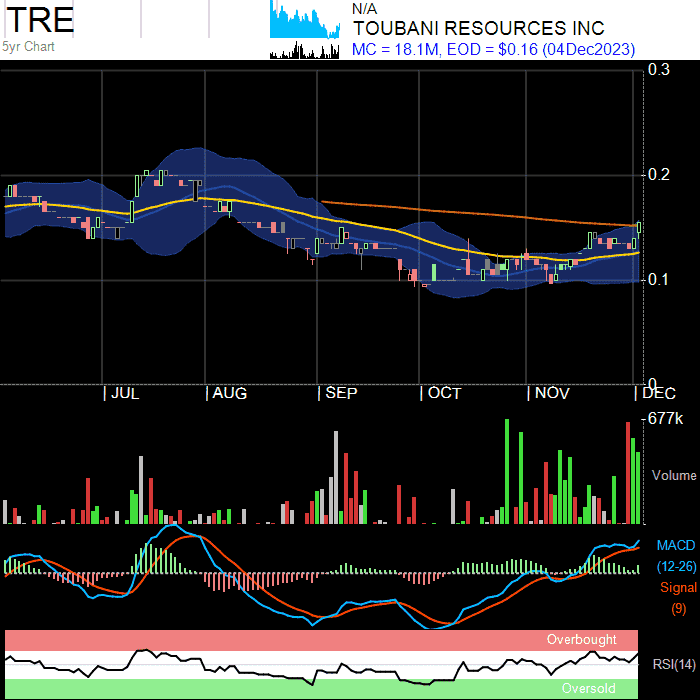 TRE
5yr Chart
N/A
TOUBANI RESOURCES INC
MC = 18.1M, EOD = $0.16 (04Dec2023)
0.3
0.2
0.1
0
| JUL | AUG | SEP | OCT | NOV | DEC
677k
Volume
MACD
(12-26)
Signal
(9)
Overbought
RSI(14)
Oversold